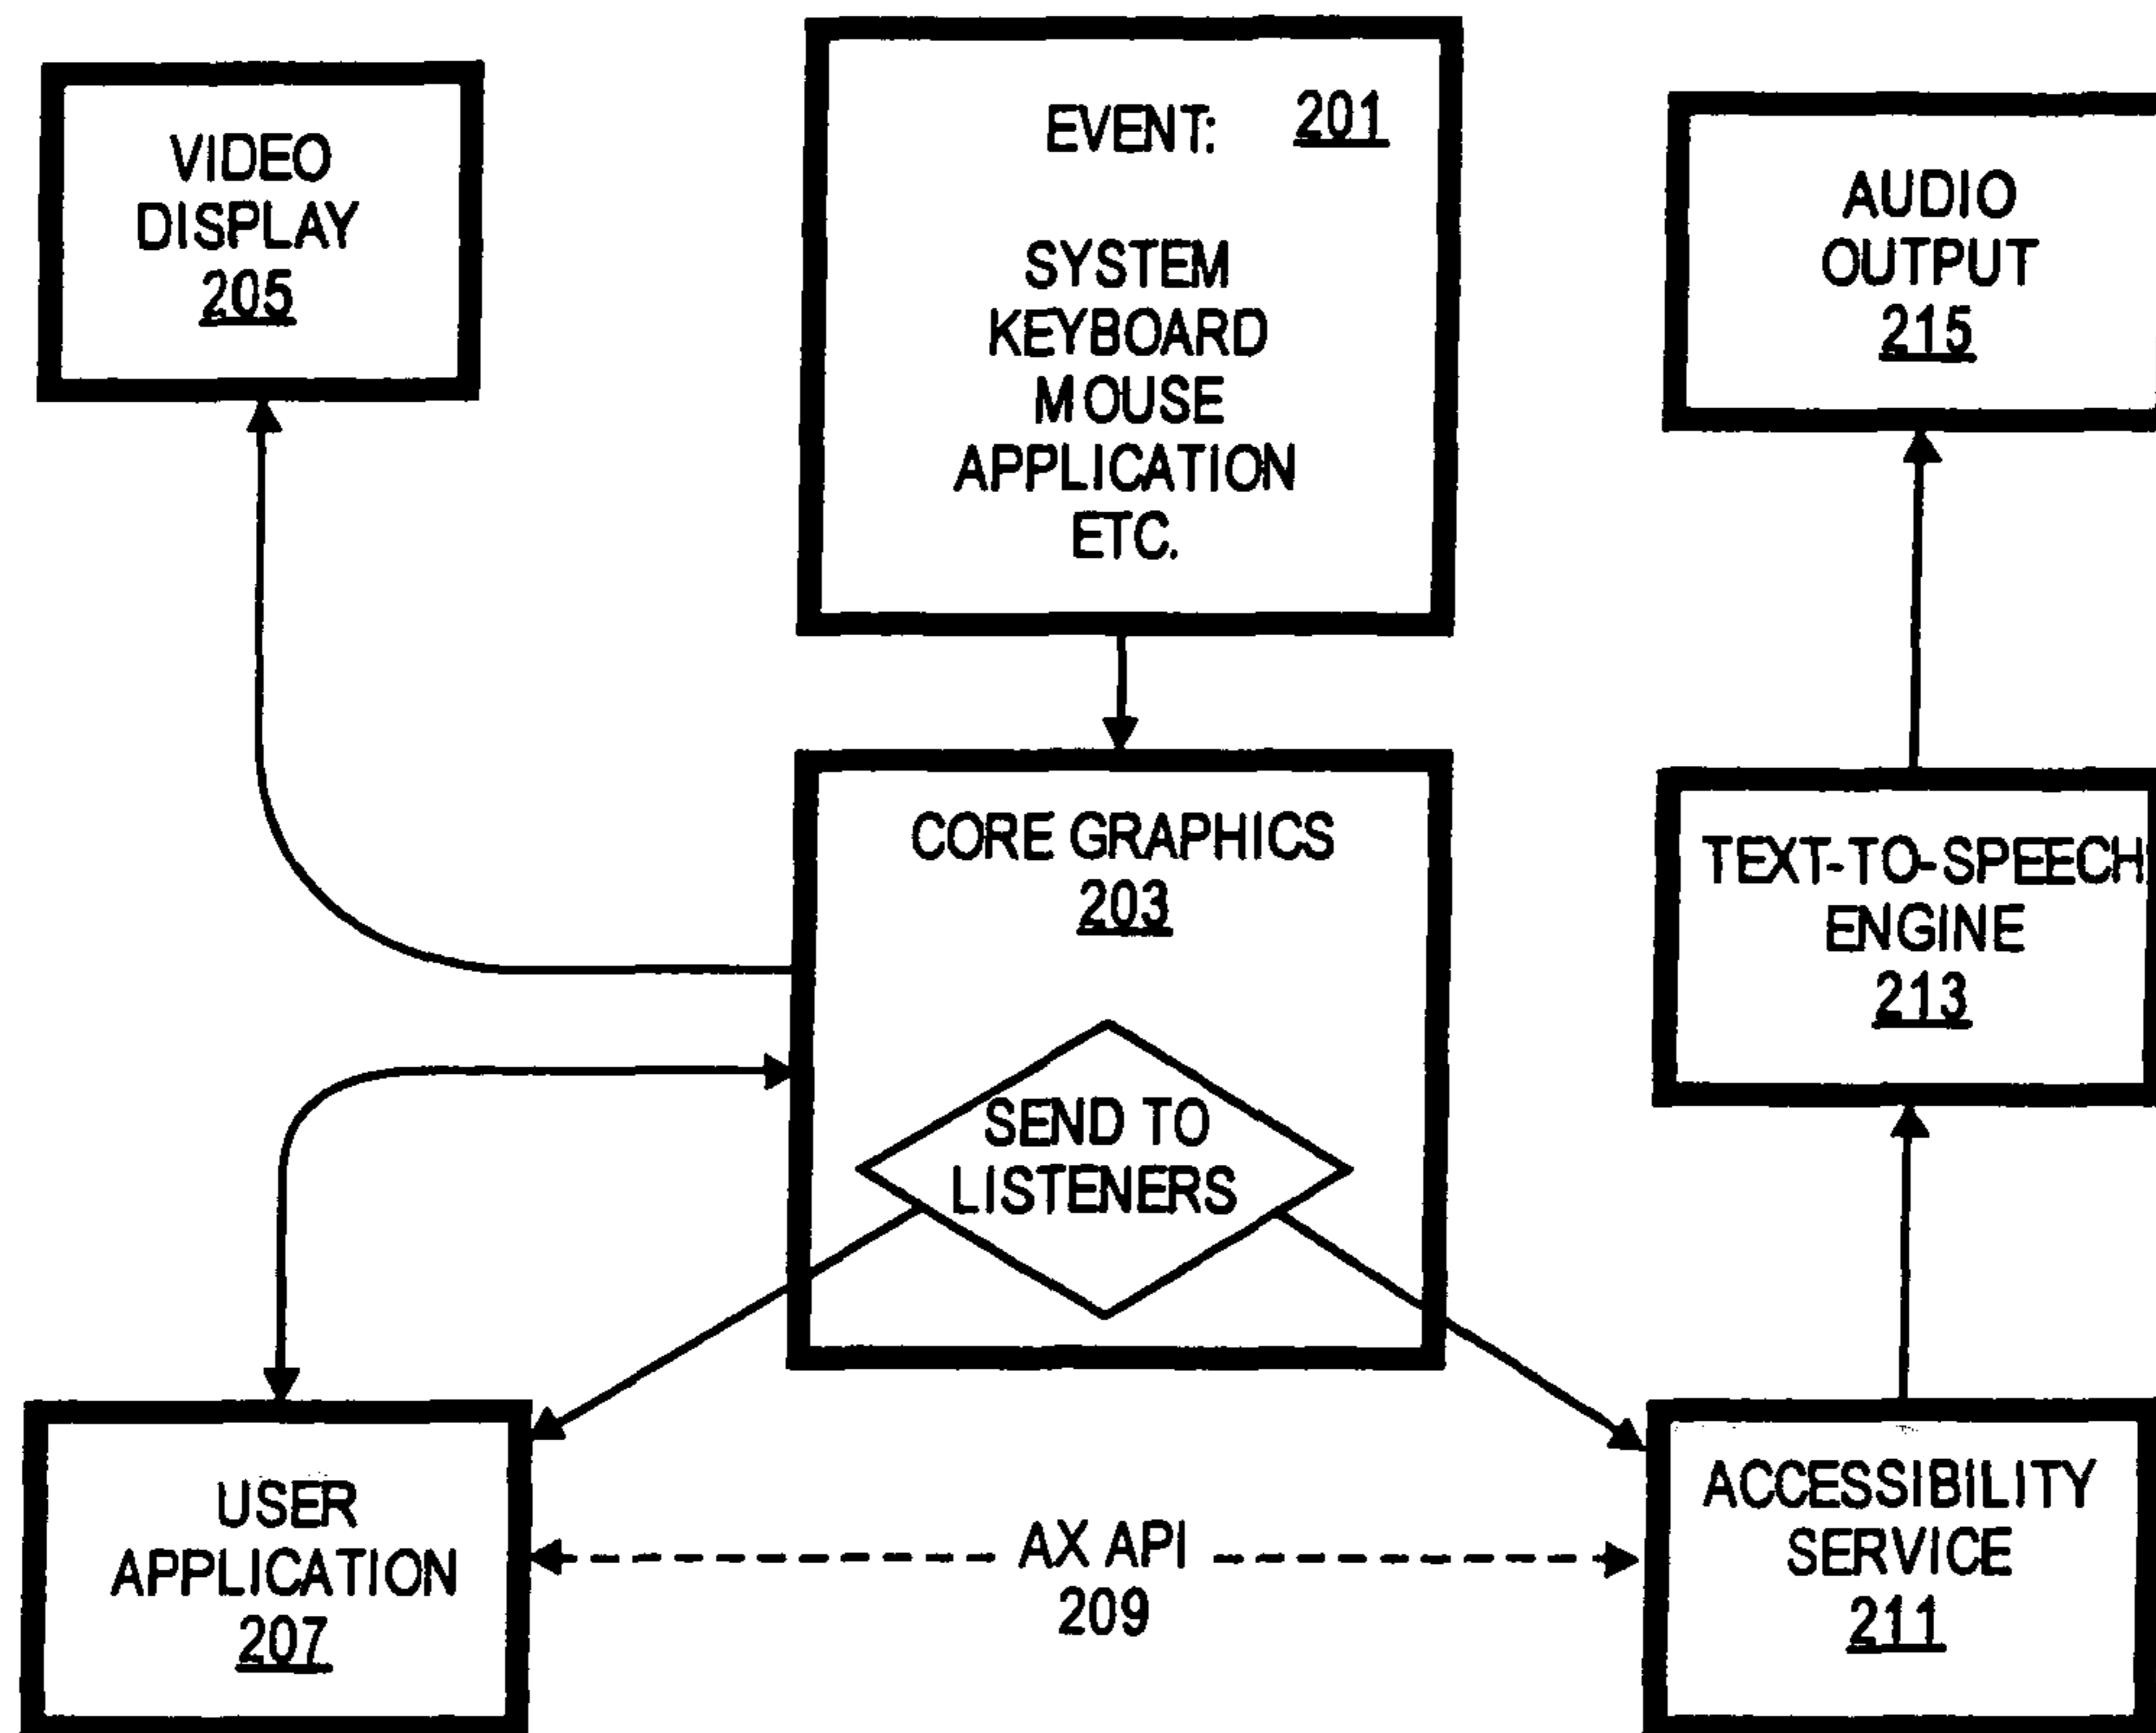 VIDEO
DISPLAY
205
EVENT: 201
SYSTEM
KEYBOARD
MOUSE
APPLICATION
ETC.
AUDIO
OUTPUT
215
CORE GRAPHICS
203
SEND TO
LISTENERS
TEXT-TO-SPEECH
ENGINE
213
USER
APPLICATION
207
AX API
209
ACCESSIBILITY
SERVICE
211